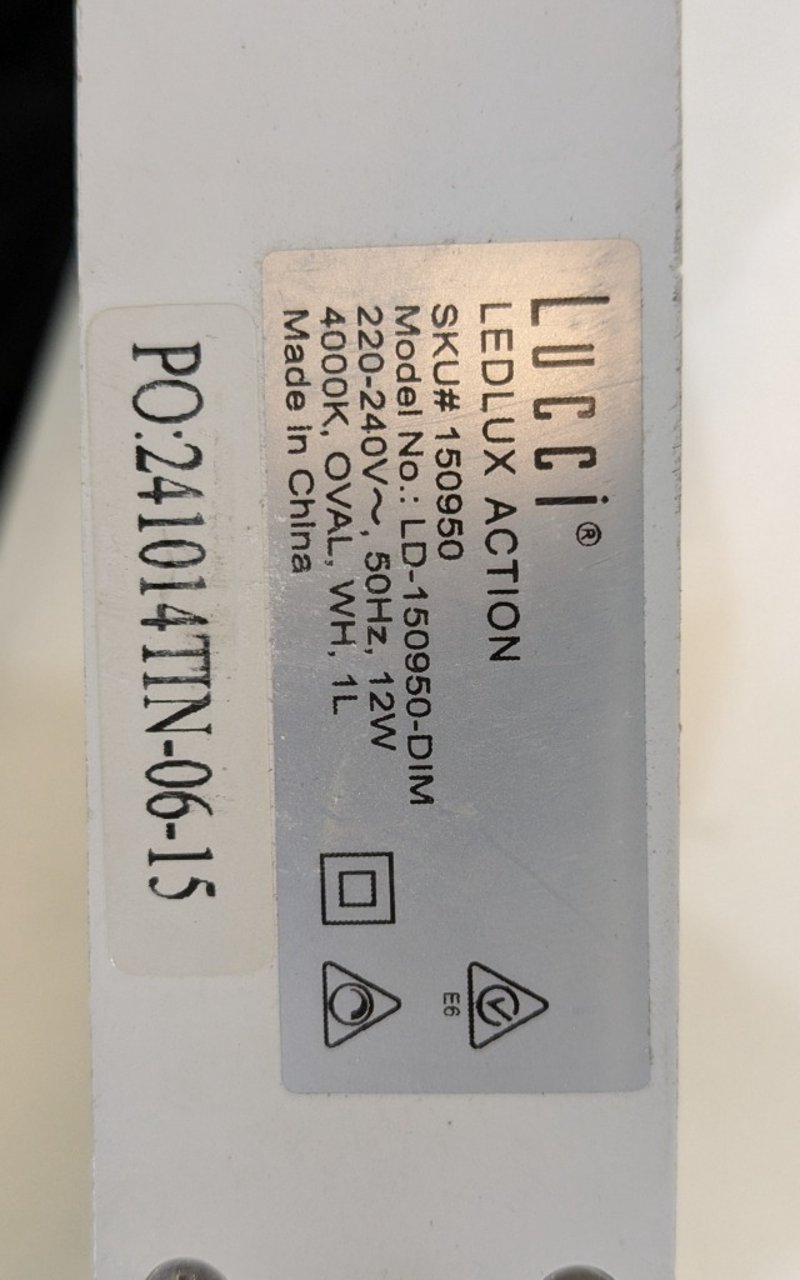 Lucci®
LEDLUX ACTION
SKU# 150950
Model No.: LD-150950-DIM
220-240V~, 50Hz, 12W
4000K, OVAL, WH, 1L
Made in China
E6
PO:241014TIN-06-15